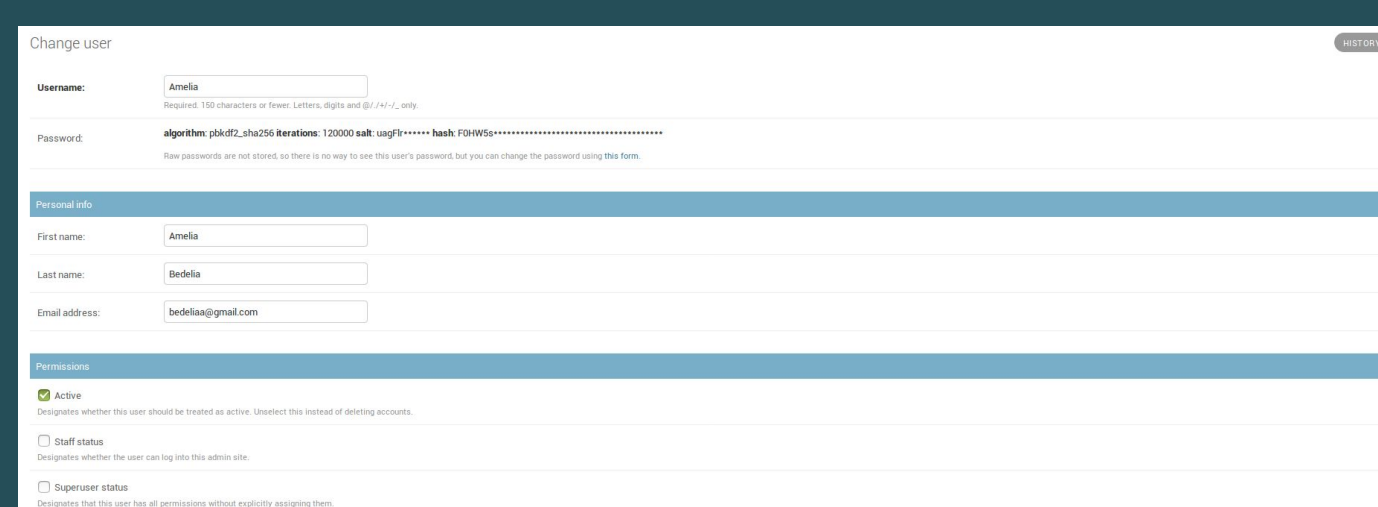 Change user
HISTORY
Username:
Amelia
Required. 150 characters or fewer. Letters, digits and @/./+/-/_ only.
Password:
algorithm: pbkdf2_sha256 iterations: 120000 salt: uagFlr****** hash: F0HW5s**************************************
Raw passwords are not stored, so there is no way to see this user's password, but you can change the password using this form.
Personal info
First name:
Amelia
Last name:
Bedelia
Email address:
bedeliaa@gmail.com
Permissions
Active
Designates whether this user should be treated as active. Unselect this instead of deleting accounts.
Staff status
Designates whether the user can log into this admin site.
Superuser status
Designates that this user has all permissions without explicitly assigning them.